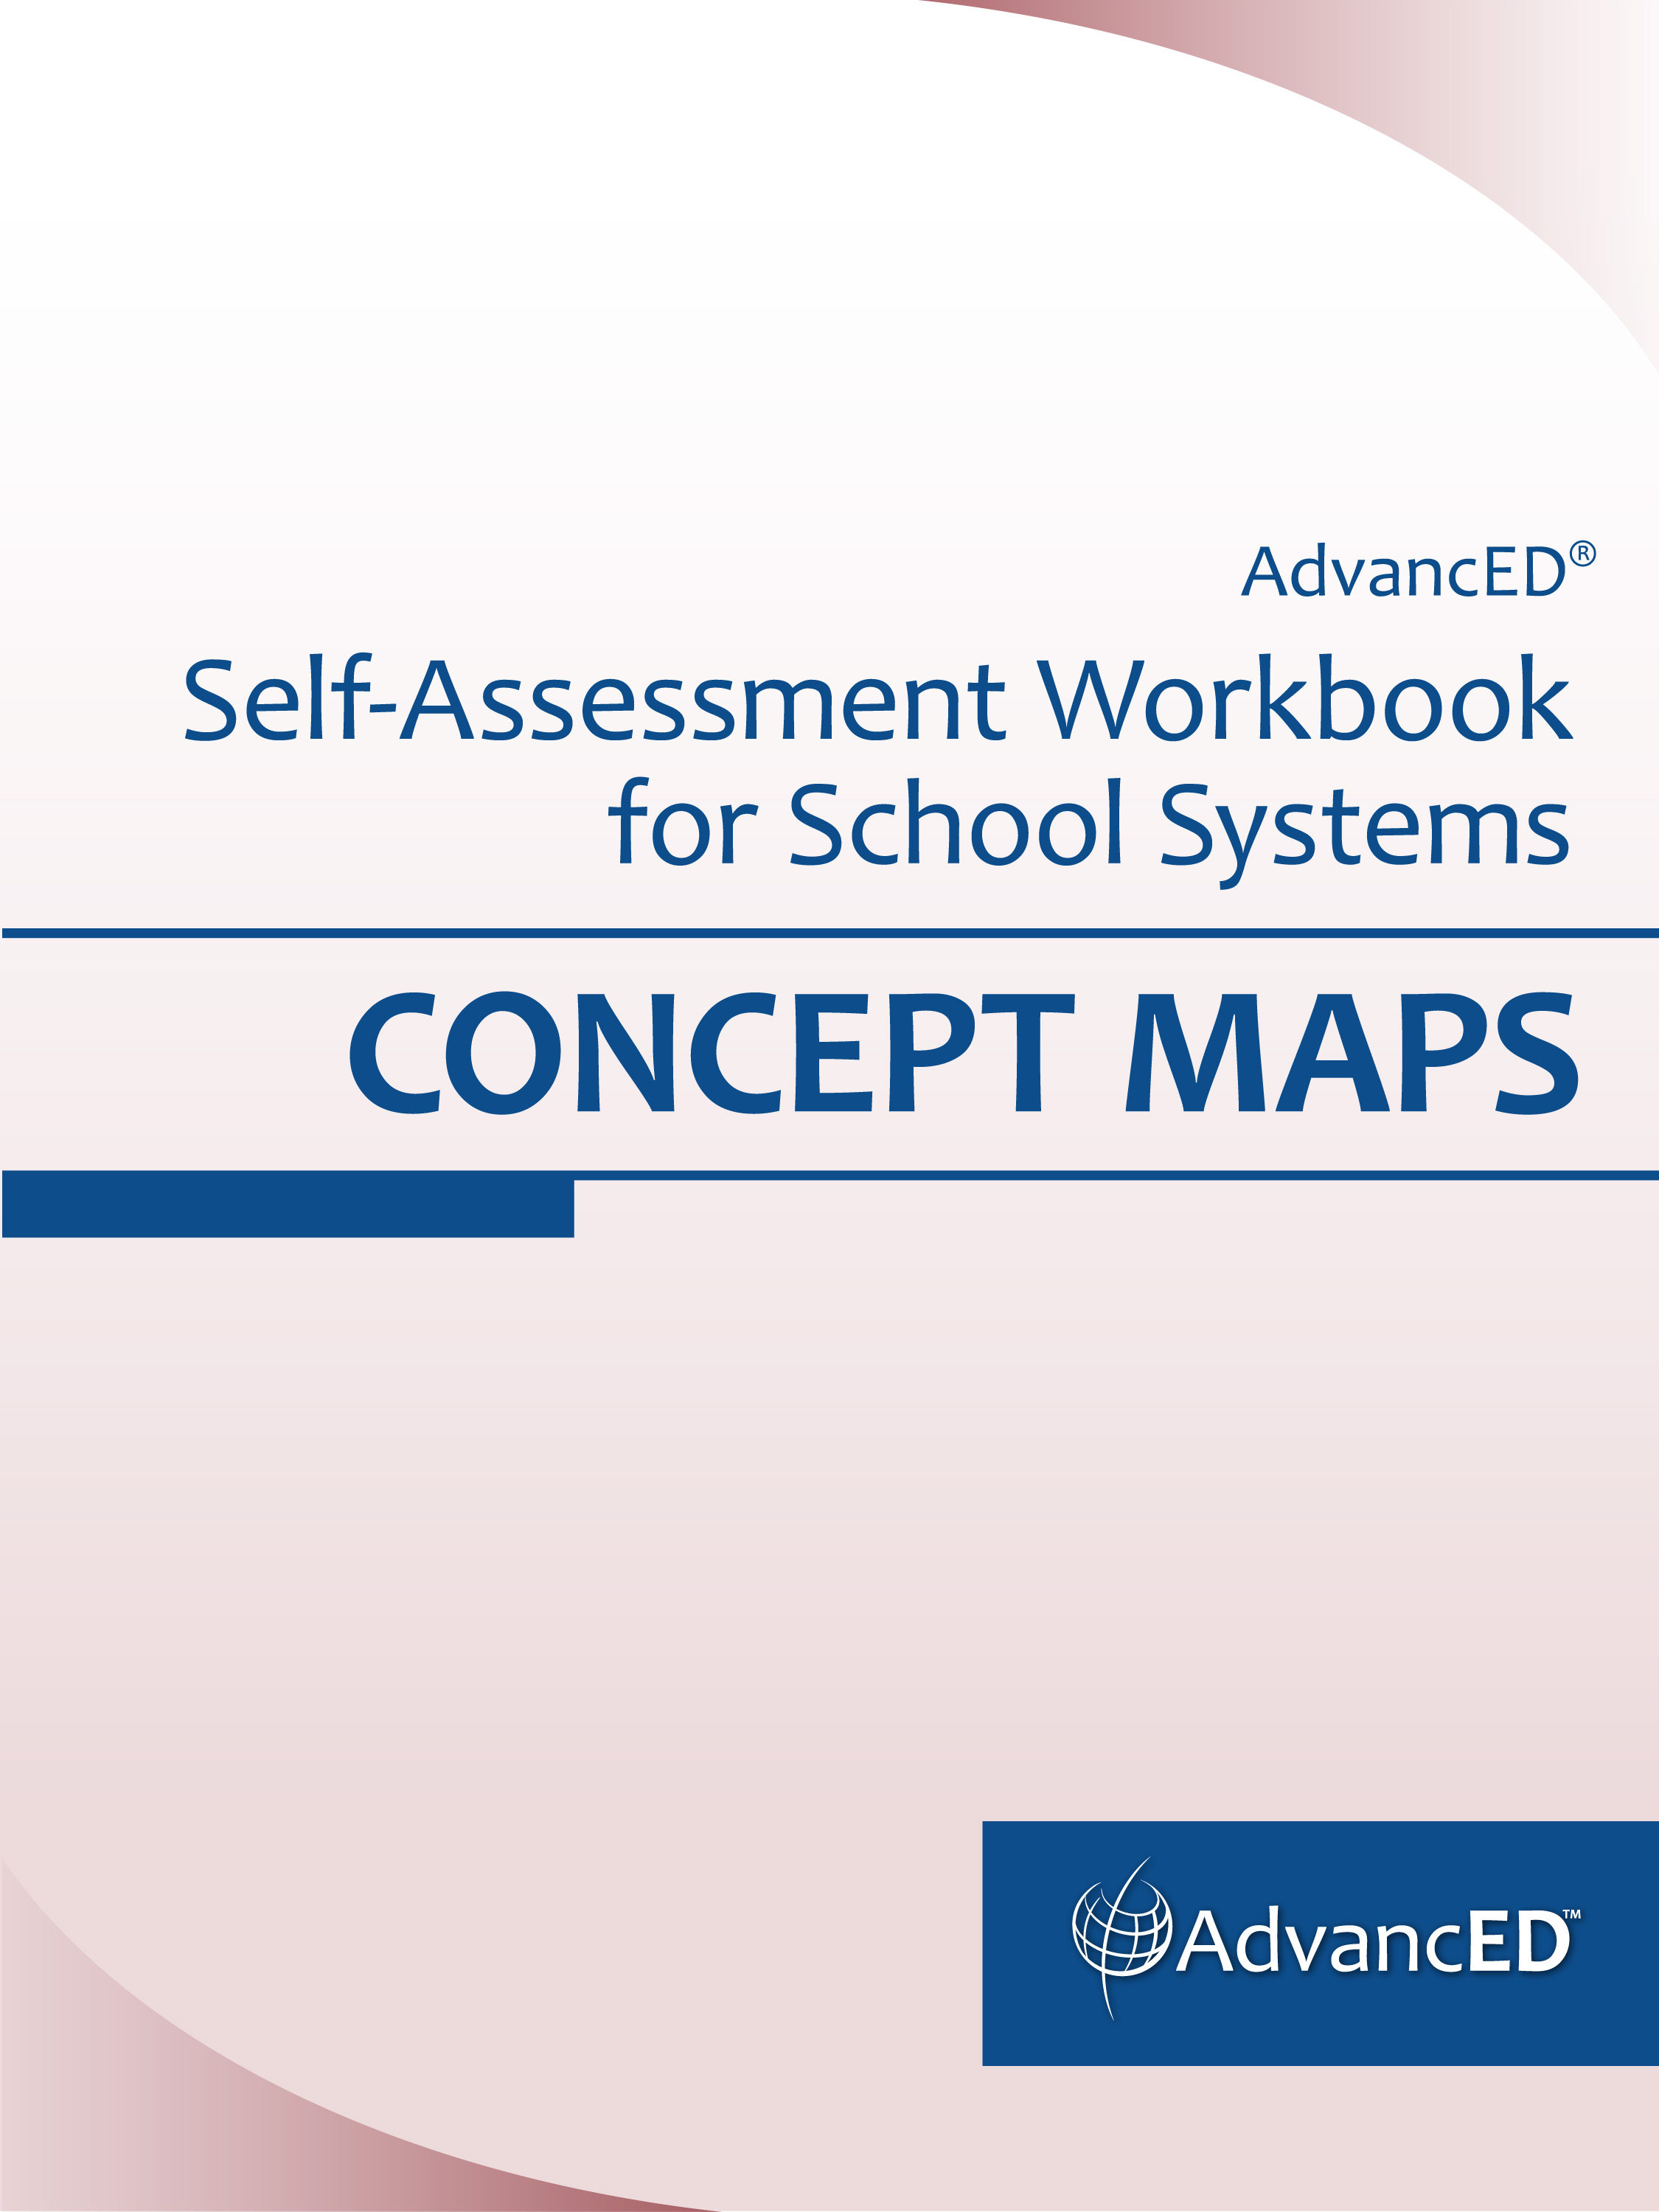 AdvancED®
Self-Assessment Workbook
for School Systems
CONCEPT MAPS
AdvancED™